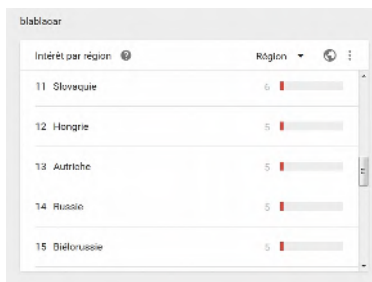 blablacar
Intérêt par région ? Région
11 Slovaquie 6
12 Hongrie 5
13 Autriche 5
14 Russie 5
15 Biélorussie 5